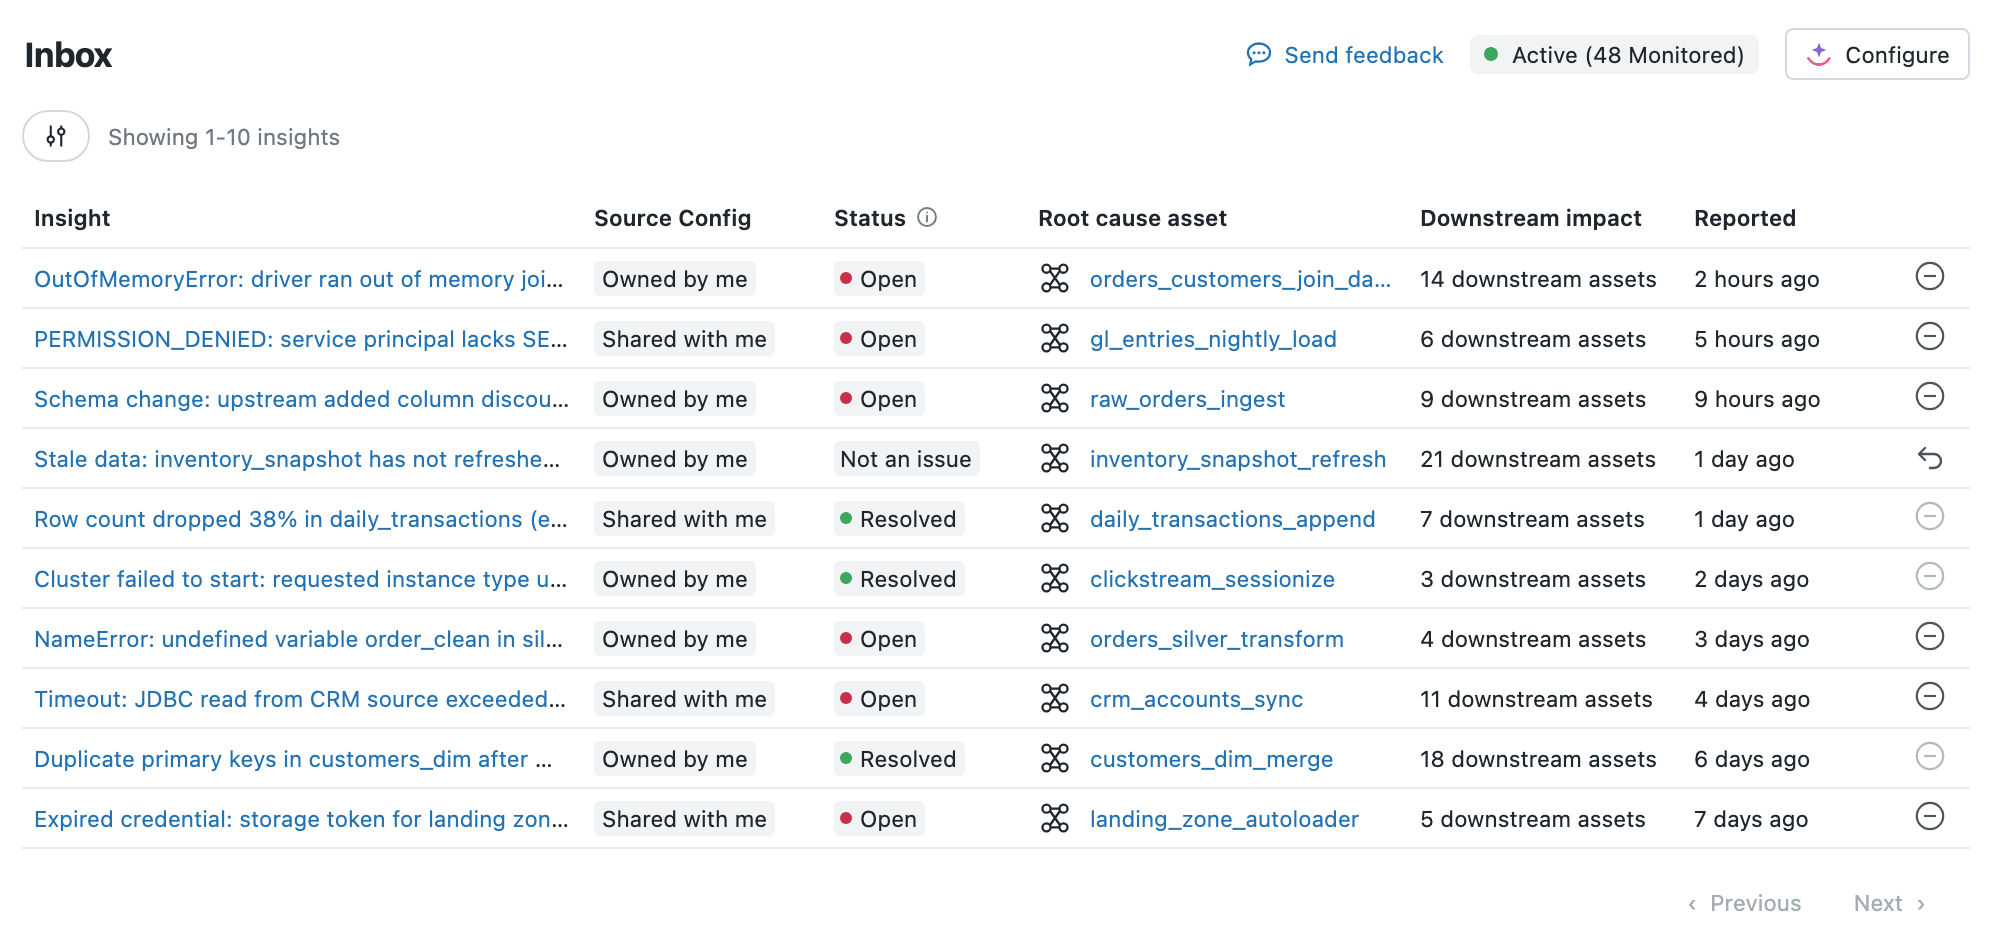 Inbox
Send feedback
Active (48 Monitored)
Configure
Showing 1-10 insights
Insight Source Config Status Root cause asset Downstream impact Reported
OutOfMemoryError: driver ran out of memory joi... Owned by me Open orders_customers_join_da... 14 downstream assets 2 hours ago
PERMISSION_DENIED: service principal lacks SE... Shared with me Open gl_entries_nightly_load 6 downstream assets 5 hours ago
Schema change: upstream added column discou... Owned by me Open raw_orders_ingest 9 downstream assets 9 hours ago
Stale data: inventory_snapshot has not refreshe... Owned by me Not an issue inventory_snapshot_refresh 21 downstream assets 1 day ago
Row count dropped 38% in daily_transactions (e... Shared with me Resolved daily_transactions_append 7 downstream assets 1 day ago
Cluster failed to start: requested instance type u... Owned by me Resolved clickstream_sessionize 3 downstream assets 2 days ago
NameError: undefined variable order_clean in sil... Owned by me Open orders_silver_transform 4 downstream assets 3 days ago
Timeout: JDBC read from CRM source exceeded... Shared with me Open crm_accounts_sync 11 downstream assets 4 days ago
Duplicate primary keys in customers_dim after ... Owned by me Resolved customers_dim_merge 18 downstream assets 6 days ago
Expired credential: storage token for landing zon... Shared with me Open landing_zone_autoloader 5 downstream assets 7 days ago
‹ Previous Next ›